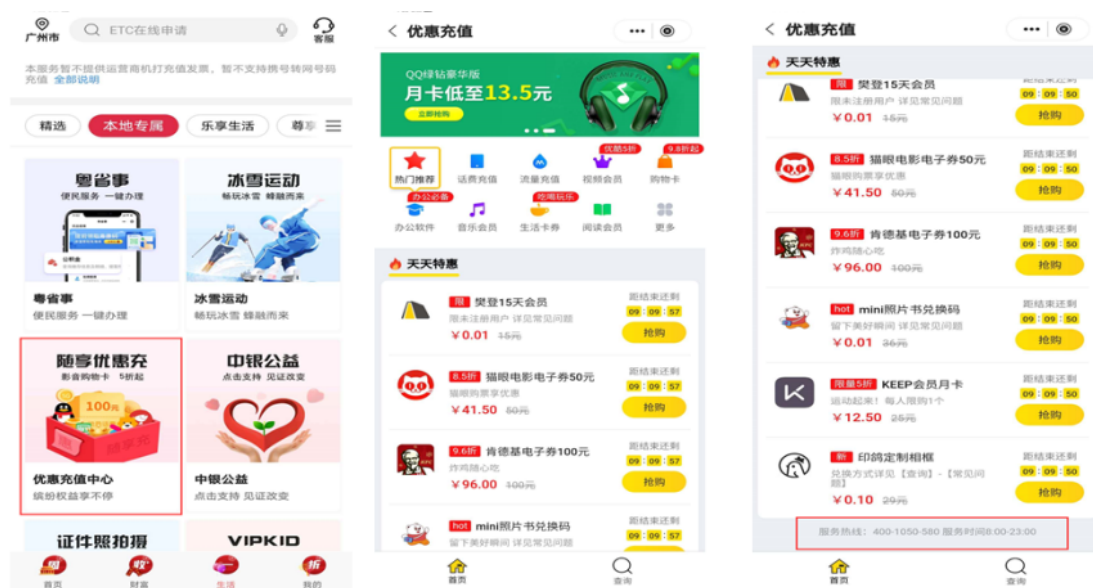 广州市
ETC在线申请
客服
本服务暂不提供运营商机打充值发票，暂不支持携号转网号码
充值 全部说明
精选
本地专属
乐享生活
尊享
粤省事
便民服务 一键办理
粤省事
便民服务 一键办理
冰雪运动
畅玩冰雪 蜂融而来
冰雪运动
畅玩冰雪 蜂融而来
随享优惠充
影音购物卡 5折起
100元
随享充
优惠充值中心
缤纷权益享不停
中银公益
点击支持 见证改变
中银公益
点击支持 见证改变
证件照拍摄
VIPKID
首页
财富
生活
我的
优惠充值
QQ绿钻豪华版
月卡低至13.5元
立即抢购
优酷5折
9.8折起
热门推荐
话费充值
流量充值
视频会员
购物卡
办公必备
吃喝玩乐
办公软件
音乐会员
生活卡券
阅读会员
更多
天天特惠
限 樊登15天会员
限未注册用户 详见常见问题
¥0.01 15元
距结束还剩
09:09:57
抢购
8.5折 猫眼电影电子券50元
猫眼购票享优惠
¥41.50 50元
距结束还剩
09:09:57
抢购
9.6折 肯德基电子券100元
炸鸡随心吃
¥96.00 100元
距结束还剩
09:09:57
抢购
hot mini照片书兑换码
留下美好瞬间 详见常见问题
距结束还剩
09:09:57
首页
查询
优惠充值
天天特惠
限 樊登15天会员
限未注册用户 详见常见问题
¥0.01 15元
距结束还剩
09:09:50
抢购
8.5折 猫眼电影电子券50元
猫眼购票享优惠
¥41.50 50元
距结束还剩
09:09:50
抢购
9.6折 肯德基电子券100元
炸鸡随心吃
¥96.00 100元
距结束还剩
09:09:50
抢购
hot mini照片书兑换码
留下美好瞬间 详见常见问题
¥0.01 36元
距结束还剩
09:09:50
抢购
限量5折 KEEP会员月卡
运动起来！每人限购1个
¥12.50 25元
距结束还剩
09:09:50
抢购
新 印鸽定制相框
兑换方式详见【查询】-【常见问
题】
¥0.10 29元
距结束还剩
09:09:50
抢购
服务热线：400-1050-580 服务时间8:00-23:00
首页
查询